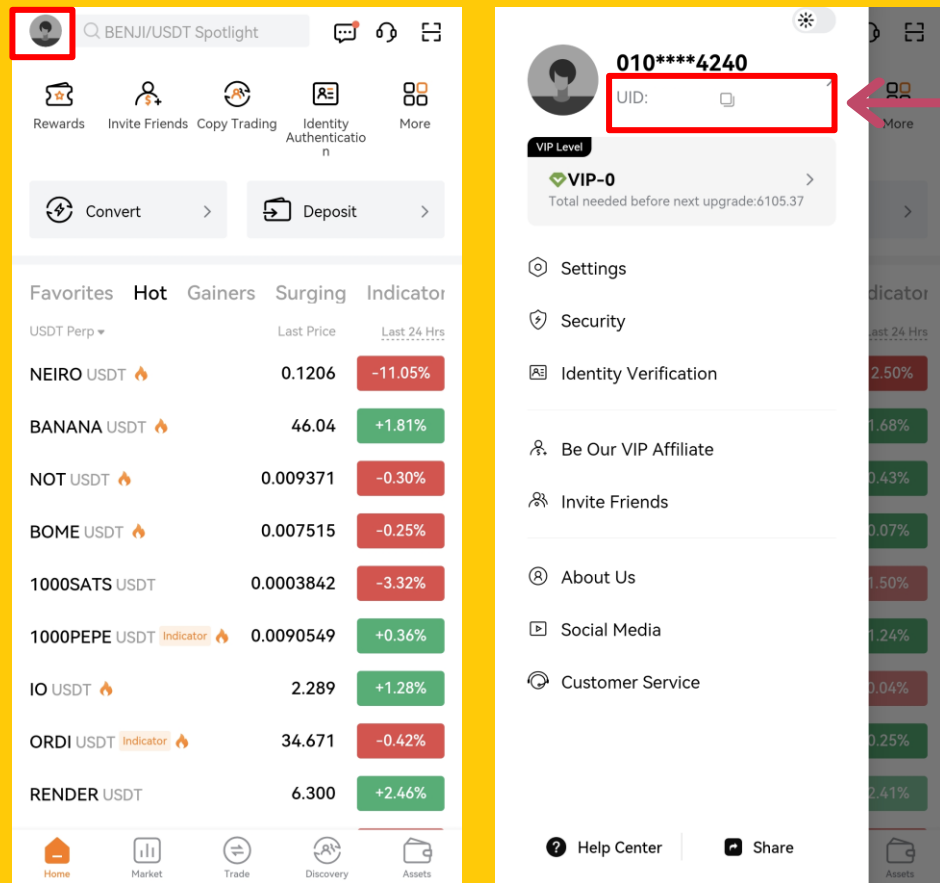 BENJI/USDT Spotlight
Rewards
Invite Friends
Copy Trading
Identity
Authenticatio
n
More
Convert
Deposit
Favorites Hot Gainers Surging Indicator
USDT Perp Last Price Last 24 Hrs
NEIRO USDT 0.1206 -11.05%
BANANA USDT 46.04 +1.81%
NOT USDT 0.009371 -0.30%
BOME USDT 0.007515 -0.25%
1000SATS USDT 0.0003842 -3.32%
1000PEPE USDT Indicator 0.0090549 +0.36%
IO USDT 2.289 +1.28%
ORDI USDT Indicator 34.671 -0.42%
RENDER USDT 6.300 +2.46%
Home Market Trade Discovery Assets
010****4240
UID:
VIP Level
VIP-0
Total needed before next upgrade:6105.37
Settings
Security
Identity Verification
Be Our VIP Affiliate
Invite Friends
About Us
Social Media
Customer Service
Help Center Share
More
dicator
ast 24 Hrs
2.50%
1.68%
0.43%
0.07%
1.50%
1.24%
0.04%
0.25%
2.41%
Assets